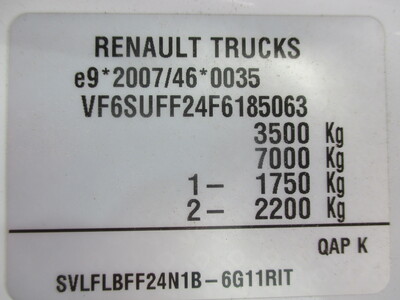 RENAULT TRUCKS
e9*2007/46*0035
VF6SUFF24F6185063
3500 Kg
7000 Kg
1- 1750 Kg
2- 2200 Kg
QAP K
SVLFLBFF24N1B-6G11RIT